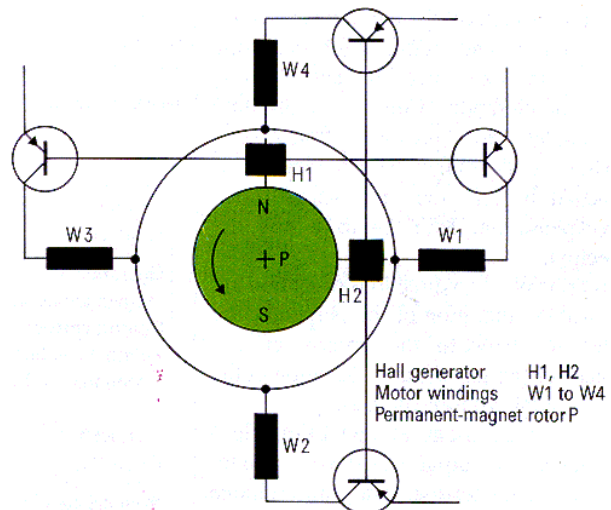 W4
H1
N
W3
P
W1
S
H2
Hall generator H1, H2
Motor windings W1 to W4
Permanent-magnet rotor P
W2